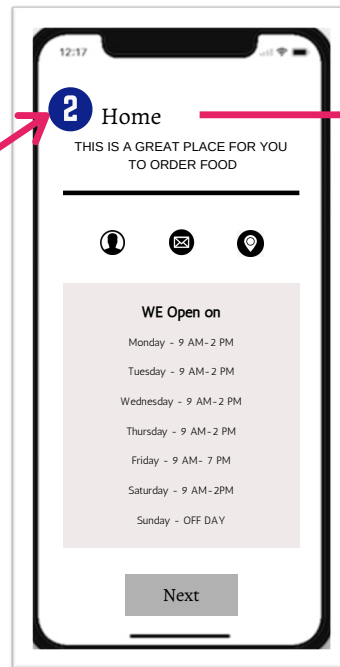 12:17
2
Home
THIS IS A GREAT PLACE FOR YOU
TO ORDER FOOD
WE Open on
Monday - 9 AM-2 PM
Tuesday - 9 AM-2 PM
Wednesday - 9 AM-2 PM
Thursday - 9 AM-2 PM
Friday - 9 AM- 7 PM
Saturday - 9 AM-2PM
Sunday - OFF DAY
Next